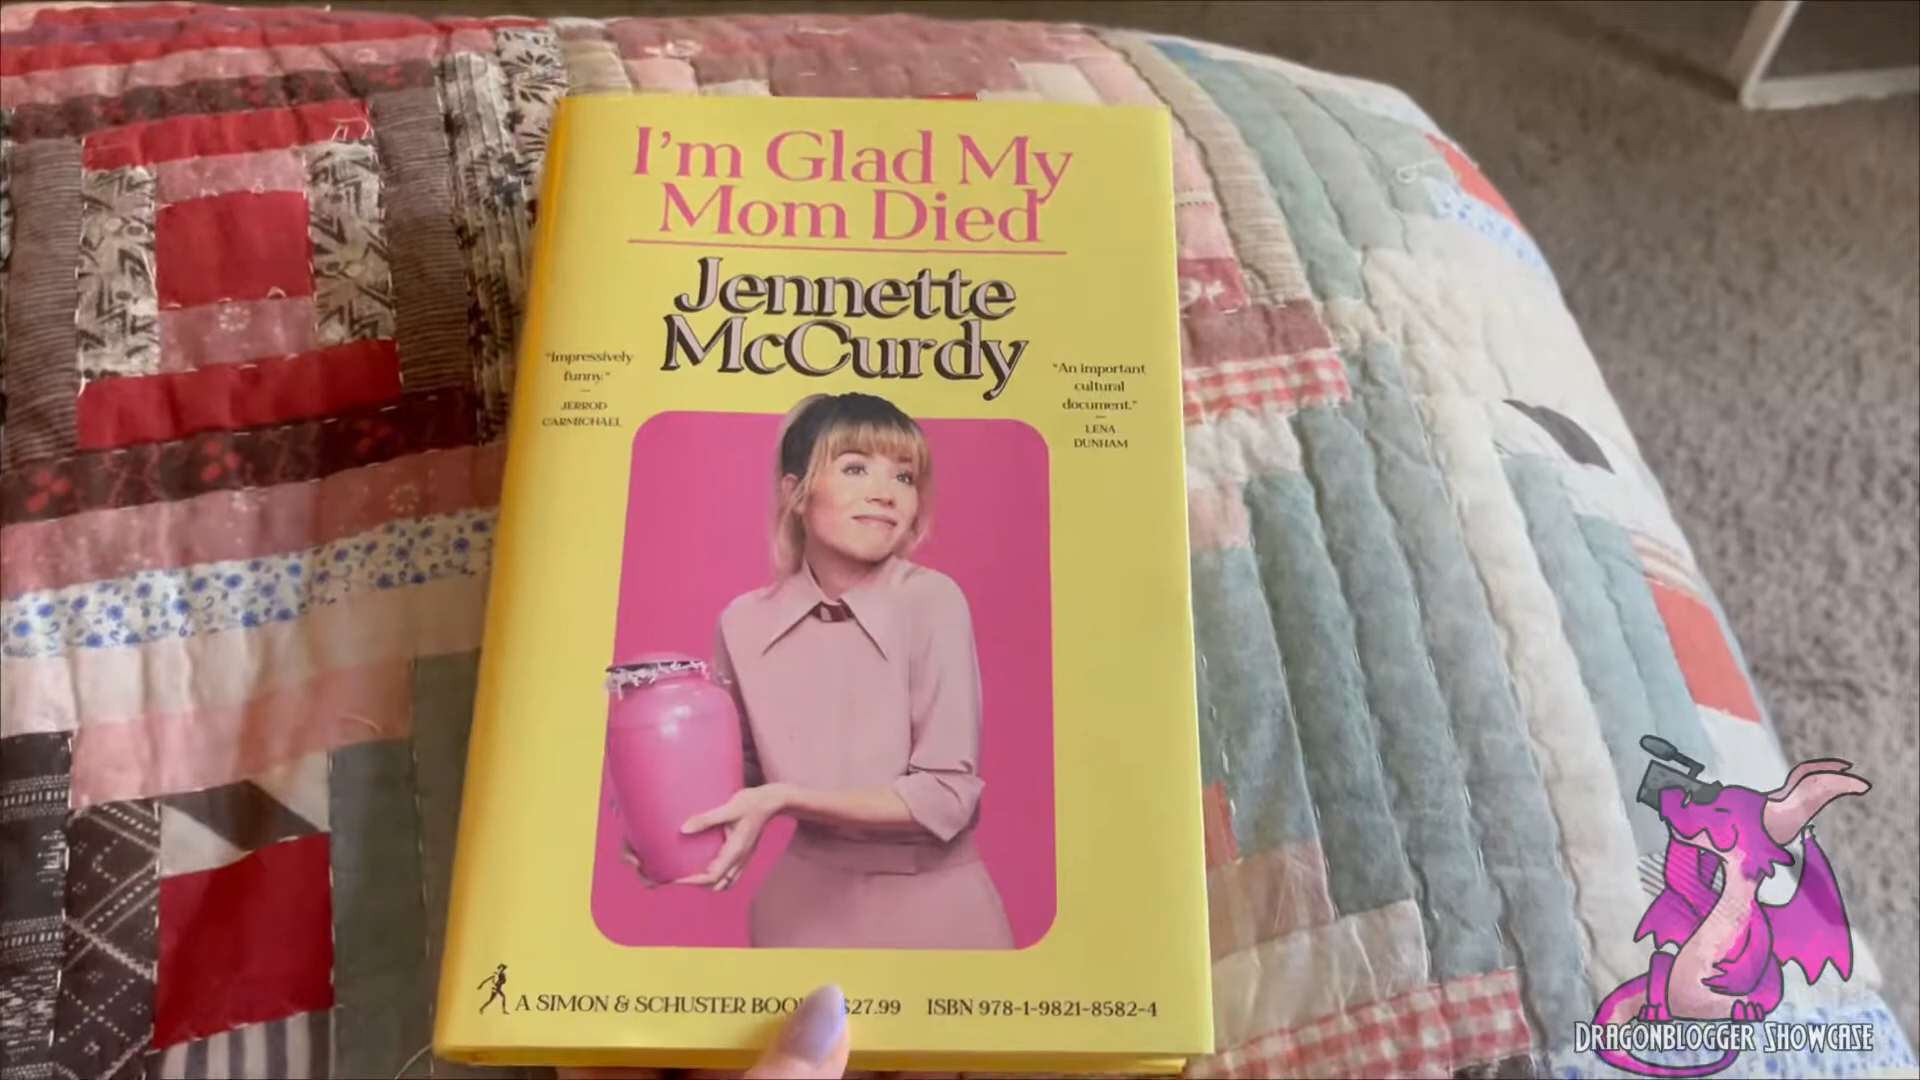 I'm Glad My
Mom Died
Jennette
McCurdy
"Impressively
funny."
—
JERROD
CARMICHAEL
"An important
cultural
document."
—
LENA
DUNHAM
A SIMON & SCHUSTER $27.99 ISBN 978-1-9821-8582-4
DRAGONBLOGGER SHOWCASE